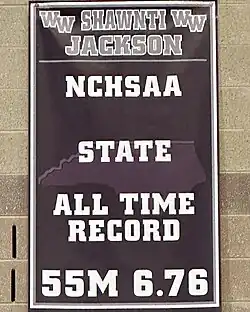 WW SHAWNTI WW
JACKSON
NCHSAA
STATE
ALL TIME
RECORD
55M 6.76